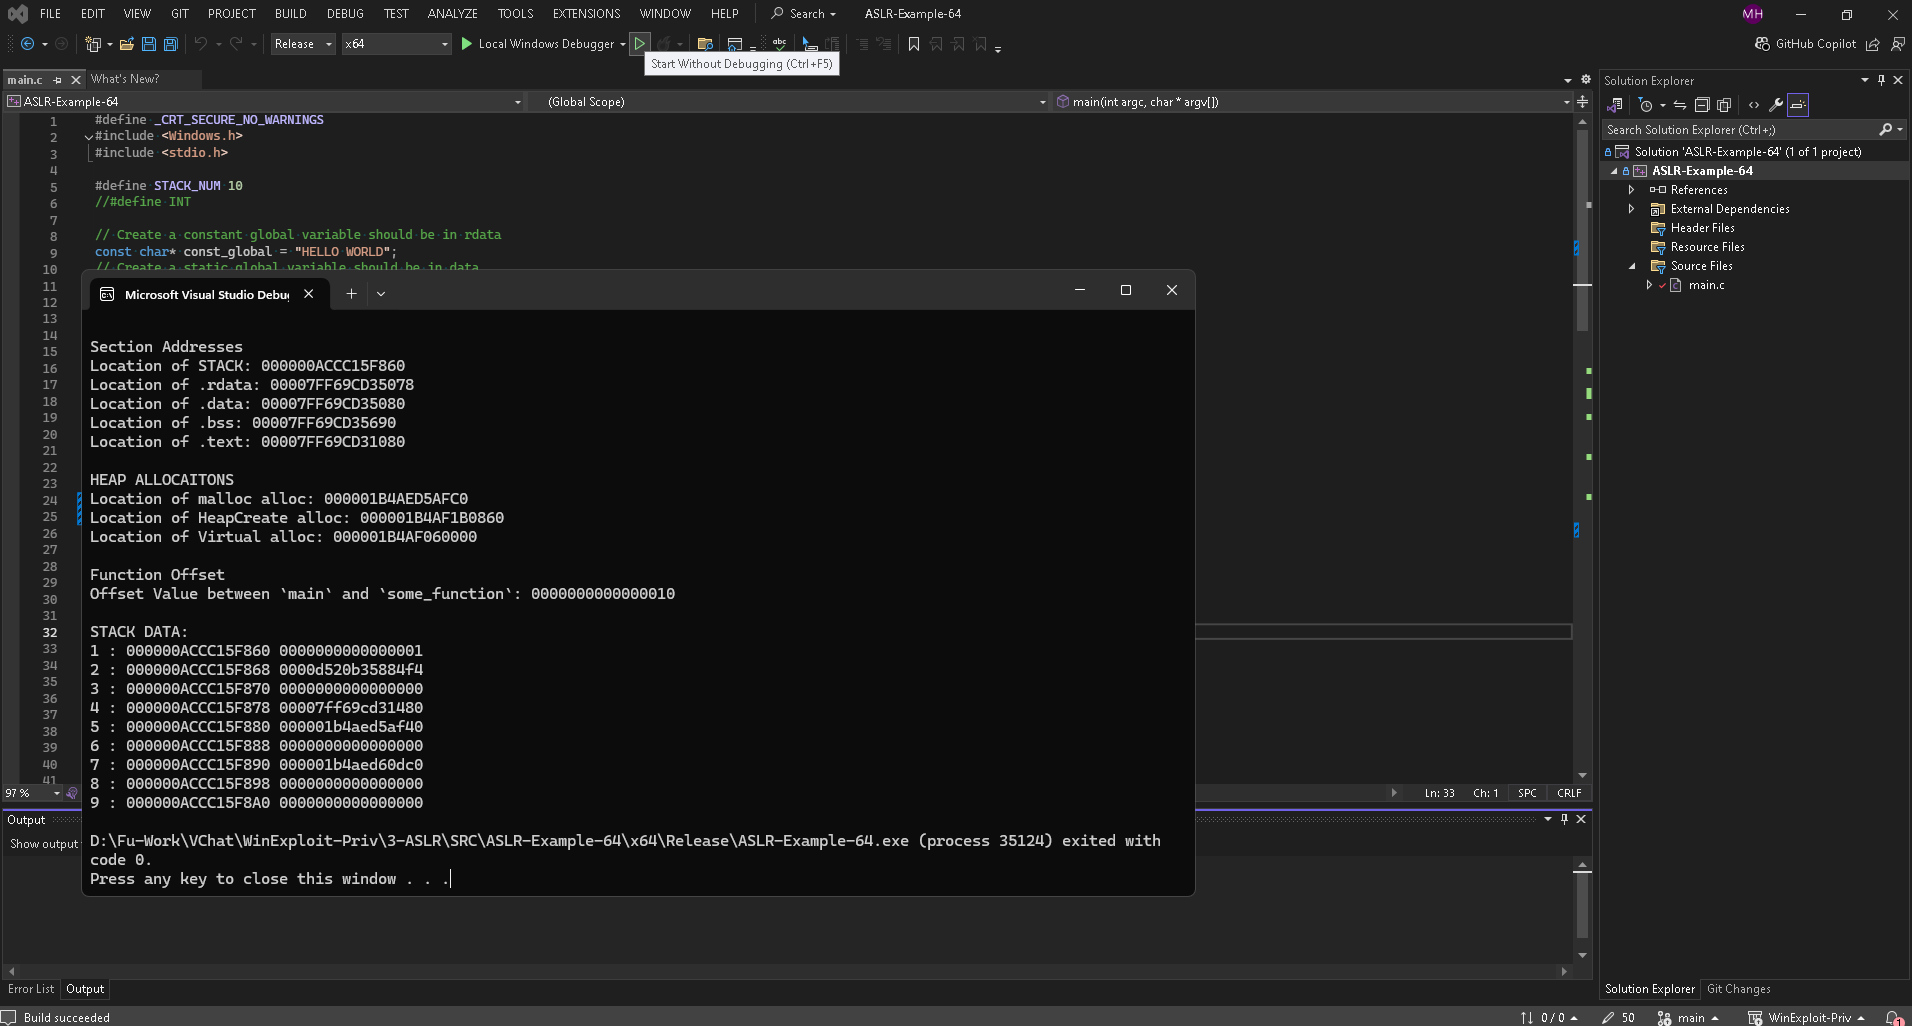 FILE EDIT VIEW GIT PROJECT BUILD DEBUG TEST ANALYZE TOOLS EXTENSIONS WINDOW HELP Search ASLR-Example-64 MH
Release x64 Local Windows Debugger GitHub Copilot
Start Without Debugging (Ctrl+F5)
main.c What's New?
ASLR-Example-64 (Global Scope) main(int argc, char * argv[])
1 #define _CRT_SECURE_NO_WARNINGS
2 #include <Windows.h>
3 #include <stdio.h>
4
5 #define STACK_NUM 10
6 //#define INT
7
8 // Create a constant global variable should be in rdata
9 const char* const_global = "HELLO WORLD";
10 // Create a static global variable should be in data
11
12
13
14
15
16
17
18
19
20
21
22
23
24
25
26
27
28
29
30
31
32
33
34
35
36
37
38
39
40
41
Microsoft Visual Studio Debug
Section Addresses
Location of STACK: 000000ACCC15F860
Location of .rdata: 00007FF69CD35078
Location of .data: 00007FF69CD35080
Location of .bss: 00007FF69CD35690
Location of .text: 00007FF69CD31080
HEAP ALLOCAITONS
Location of malloc alloc: 000001B4AED5AFC0
Location of HeapCreate alloc: 000001B4AF1B0860
Location of Virtual alloc: 000001B4AF060000
Function Offset
Offset Value between `main` and `some_function`: 0000000000000010
STACK DATA:
1 : 000000ACCC15F860 0000000000000001
2 : 000000ACCC15F868 0000d520b35884f4
3 : 000000ACCC15F870 0000000000000000
4 : 000000ACCC15F878 00007ff69cd31480
5 : 000000ACCC15F880 000001b4aed5af40
6 : 000000ACCC15F888 0000000000000000
7 : 000000ACCC15F890 000001b4aed60dc0
8 : 000000ACCC15F898 0000000000000000
9 : 000000ACCC15F8A0 0000000000000000
D:\Fu-Work\VChat\WinExploit-Priv\3-ASLR\SRC\ASLR-Example-64\x64\Release\ASLR-Example-64.exe (process 35124) exited with
code 0.
Press any key to close this window . . .
97 % Ln: 33 Ch: 1 SPC CRLF
Output
Show output
Error List Output
Solution Explorer
Search Solution Explorer (Ctrl+;)
Solution 'ASLR-Example-64' (1 of 1 project)
ASLR-Example-64
References
External Dependencies
Header Files
Resource Files
Source Files
main.c
Solution Explorer Git Changes
Build succeeded 0 / 0 50 main WinExploit-Priv 1